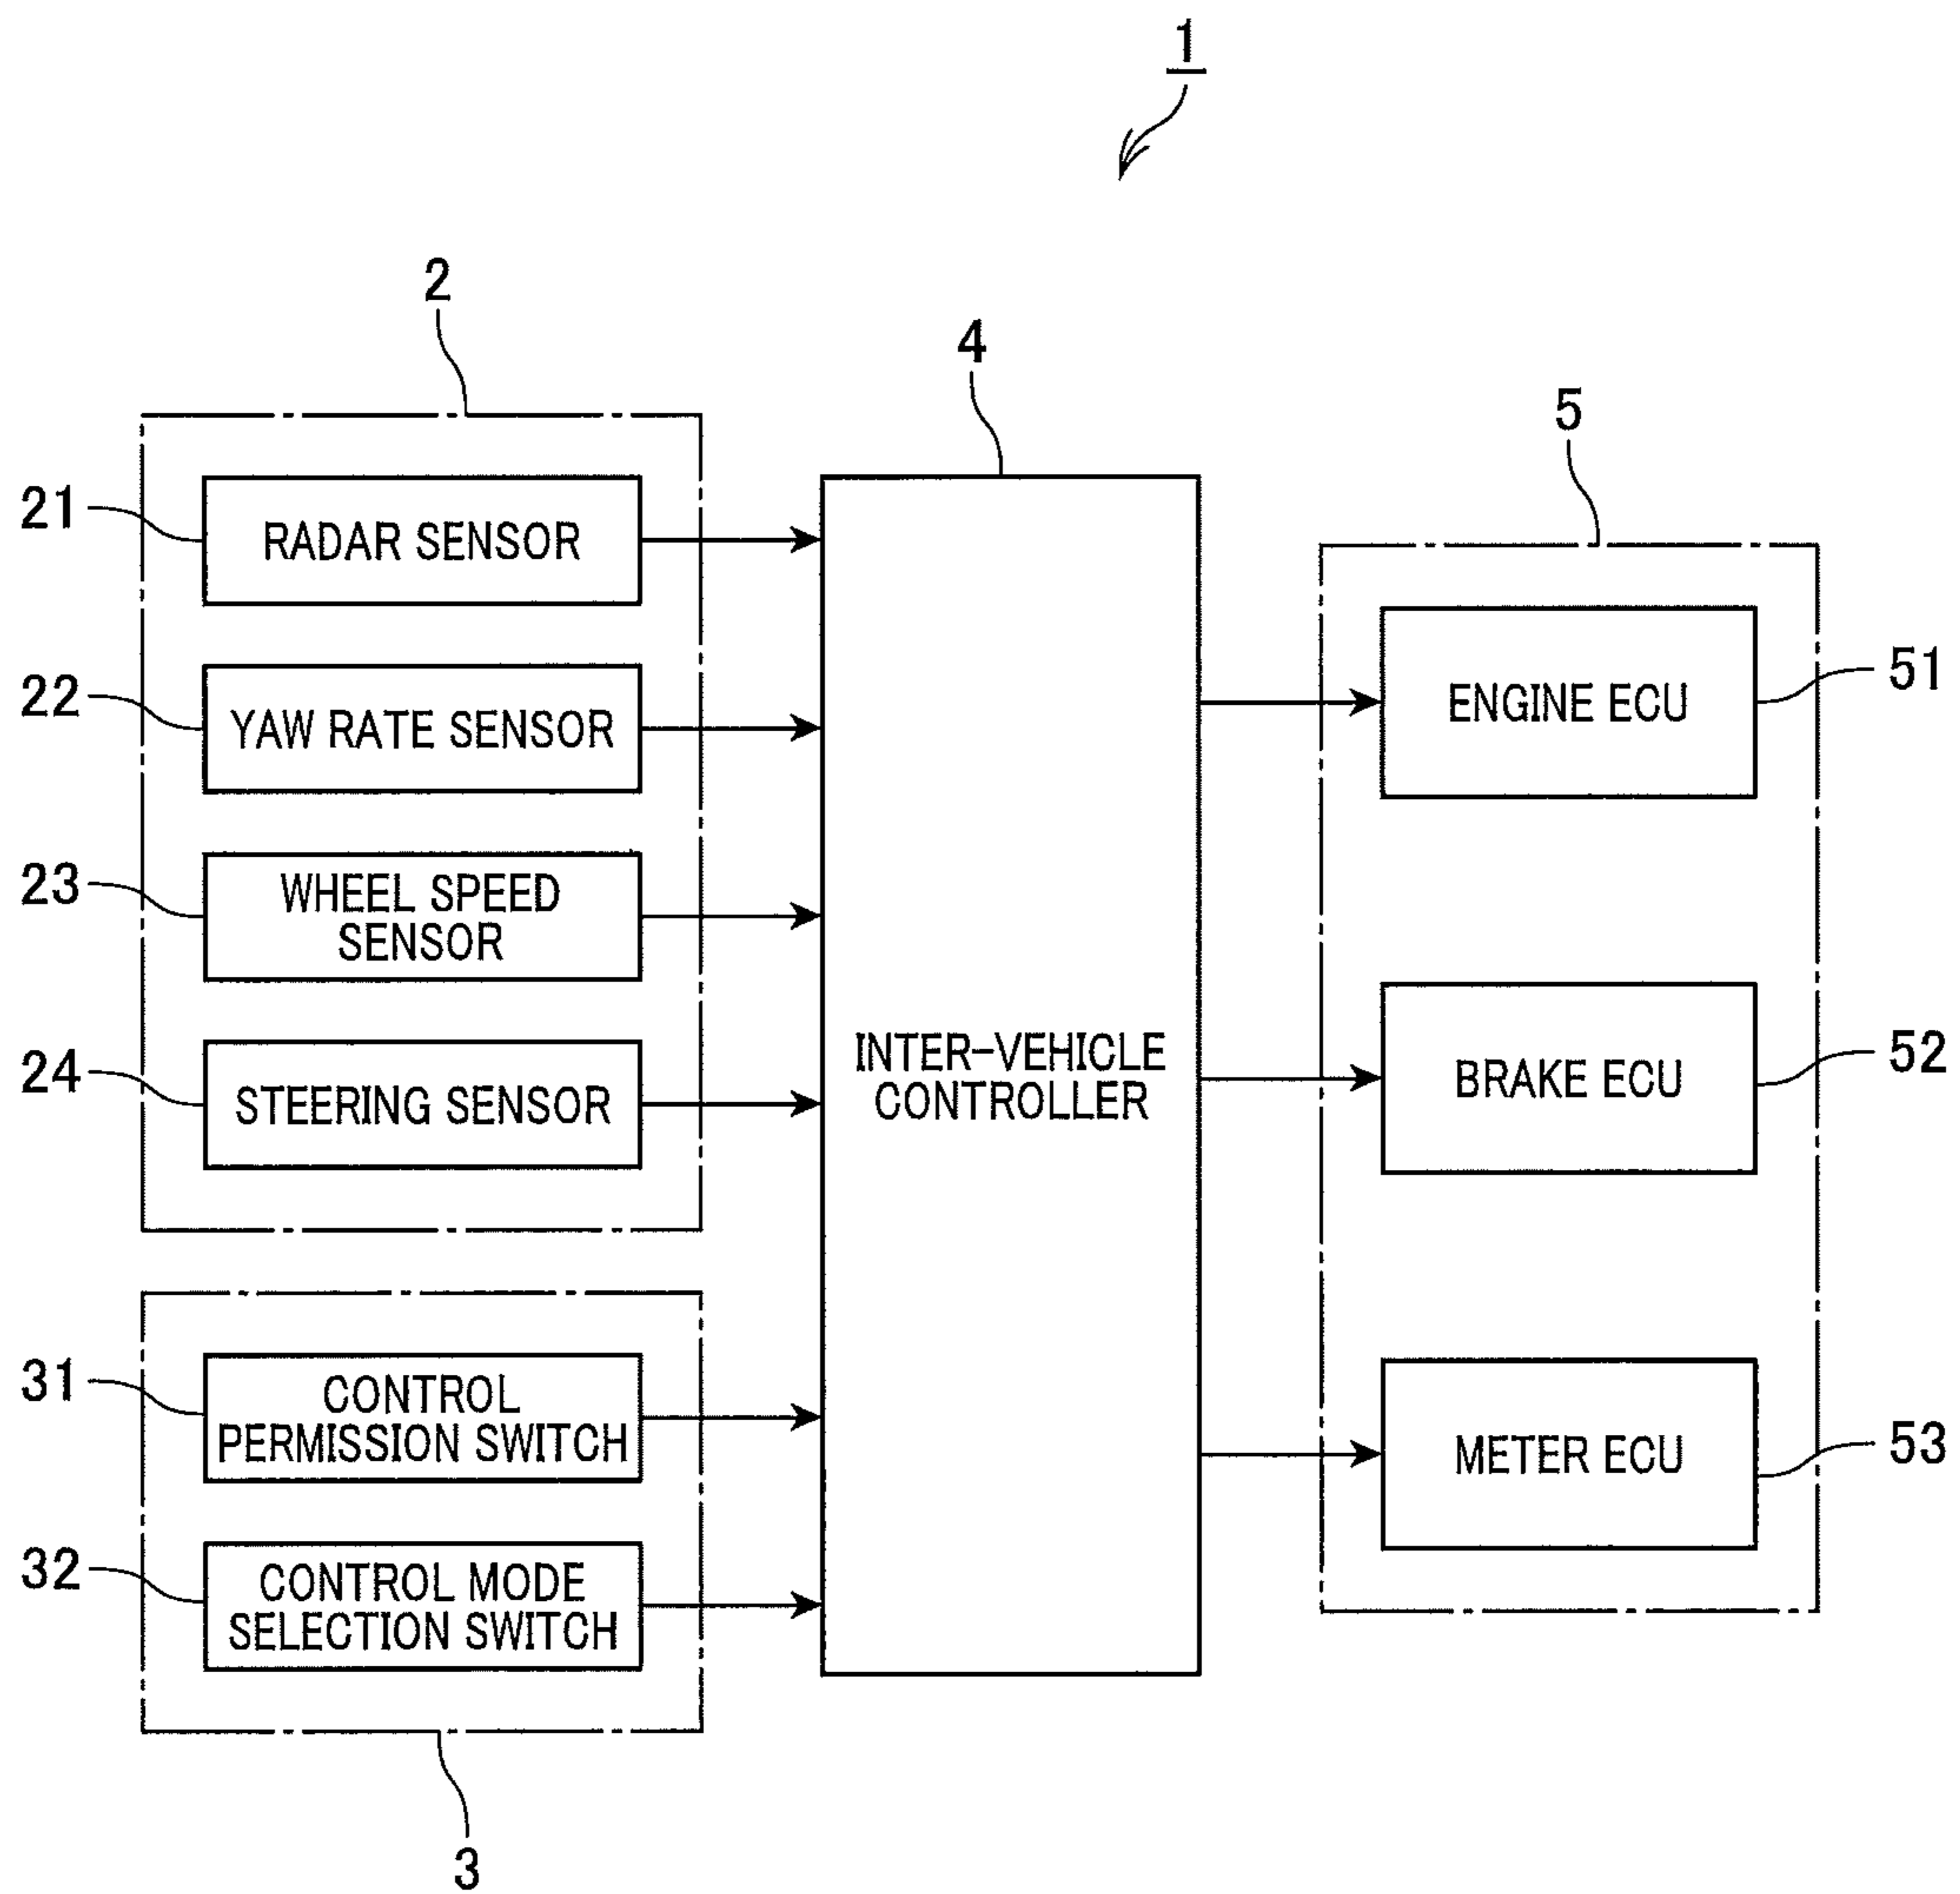 1
2
4
5
21
RADAR SENSOR
22
YAW RATE SENSOR
23
WHEEL SPEED
SENSOR
24
STEERING SENSOR
31
CONTROL
PERMISSION SWITCH
32
CONTROL MODE
SELECTION SWITCH
3
INTER-VEHICLE
CONTROLLER
ENGINE ECU
51
BRAKE ECU
52
METER ECU
53